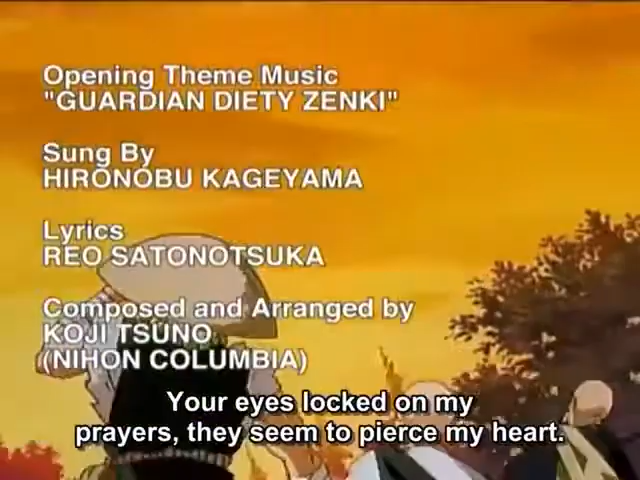 Opening Theme Music
"GUARDIAN DIETY ZENKI"
Sung By
HIRONOBU KAGEYAMA
Lyrics
REO SATONOTSUKA
Composed and Arranged by
KOJI TSUNO
(NIHON COLUMBIA)
Your eyes locked on my
prayers, they seem to pierce my heart.